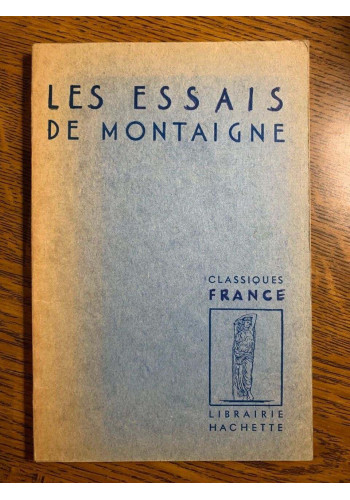 LES ESSAIS
DE MONTAIGNE
CLASSIQUES
FRANCE
LIBRAIRIE
HACHETTE